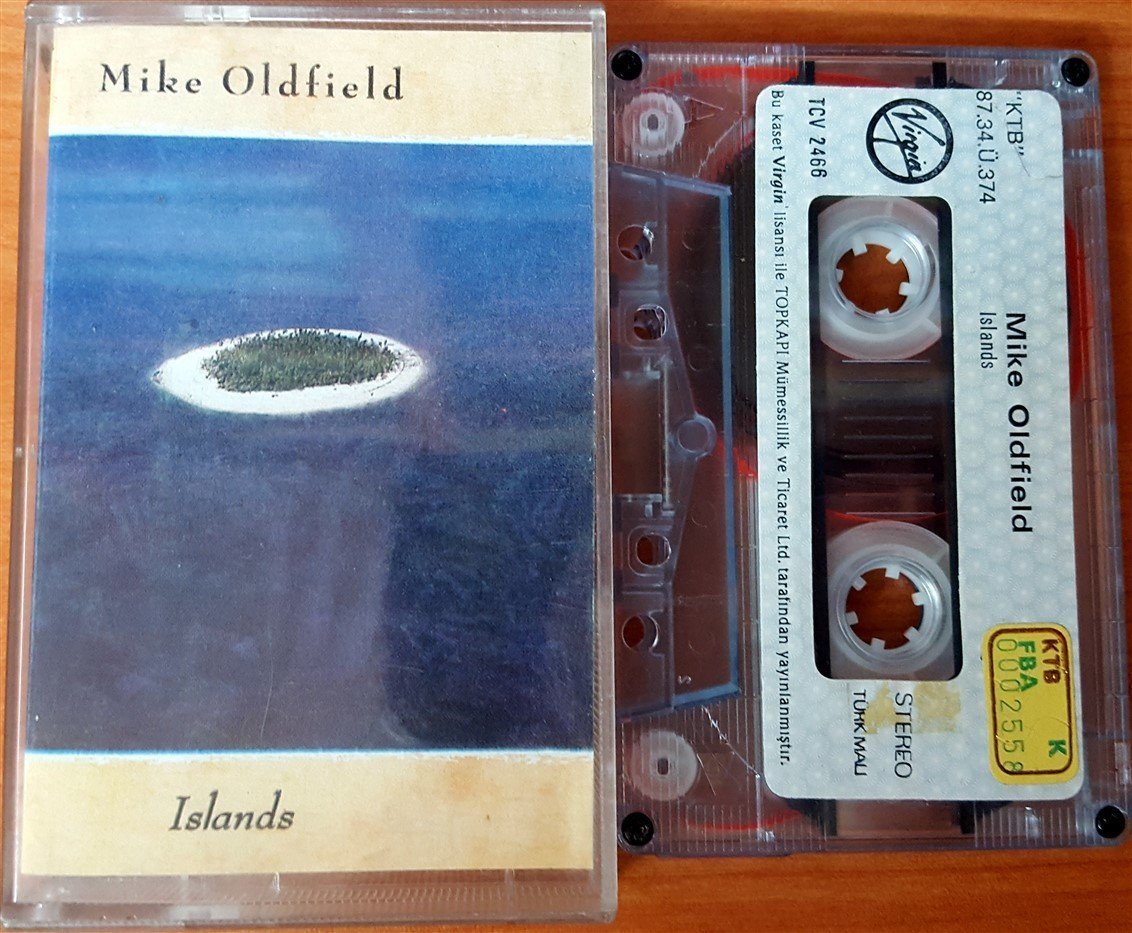 Mike Oldfield
Islands
"KTB"
87.34.Ü.374
Virgin
TCV 2466
Bu kaset Virgin lisansı ile TOPKAPI Mümessillik ve Ticaret Ltd. tarafından yayınlanmıştır.
Mike Oldfield
Islands
STEREO
TÜRK MALI
KTB K
FBA
0002558